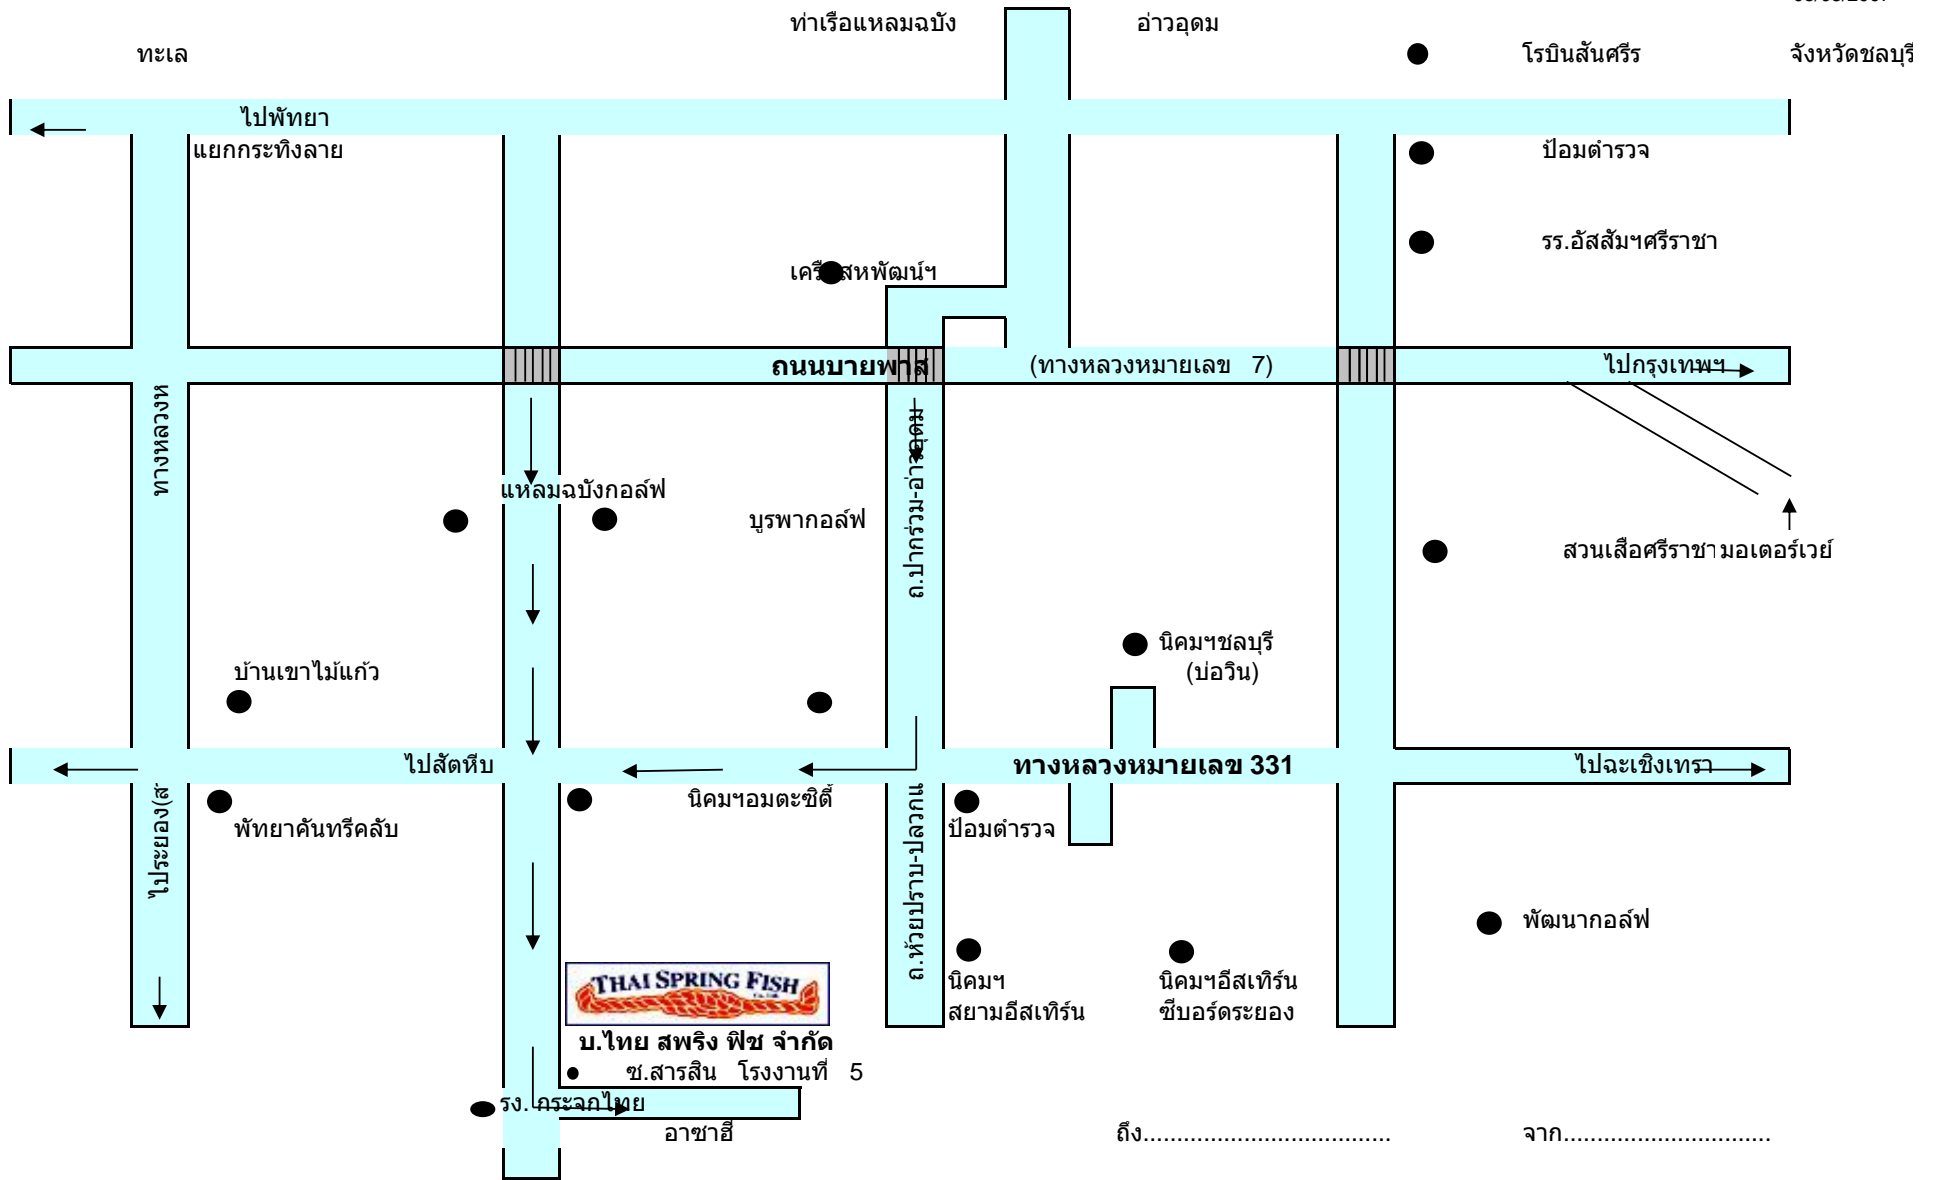 ท่าเรือแหลมฉบัง อ่าวอุดม
ทะเล โรบินสันศรีร จังหวัดชลบุรี
ไปพัทยา
แยกกระทิงลาย ป้อมตำรวจ
รร.อัสสัมฯศรีราชา
สหพัฒน์ฯ
ถนนบายพาส (ทางหลวงหมายเลข 7) ไปกรุงเทพฯ
ทางหลวงห
ถ.ปากร่วม-อ่าวอุดม
แหลมฉบังกอล์ฟ
บูรพากอล์ฟ
สวนเสือศรีราชา มอเตอร์เวย์
นิคมฯชลบุรี
(บ่อวิน)
บ้านเขาไม้แก้ว
ไปสัตหีบ ทางหลวงหมายเลข 331 ไปฉะเชิงเทรา
นิคมฯอมตะซิตี้
พัทยาคันทรีคลับ ป้อมตำรวจ
ไประยอง(ส
ถ.ห้วยปราบ-ปลวกแ
พัฒนากอล์ฟ
THAI SPRING FISH
นิคมฯ
สยามอีสเทิร์น
นิคมฯอีสเทิร์น
ซีบอร์ดระยอง
บ.ไทย สพริง ฟิช จำกัด
ซ.สารสิน โรงงานที่ 5
รง. กระจกไทย
อาซาฮี
ถึง..................................... จาก...............................